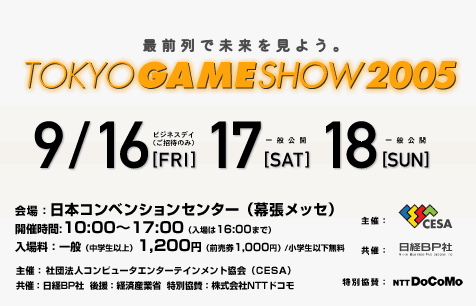 最前列で未来を見よう。
TOKYO GAME SHOW 2005
9/16[FRI] ビジネスデイ(ご招待のみ) 17[SAT] 一般公開 18[SUN] 一般公開
会場：日本コンベンションセンター（幕張メッセ）
開催時間：10:00〜17:00（入場は16:00まで）
入場料：一般（中学生以上）1,200円（前売券1,000円）/小学生以下無料
主催：社団法人コンピュータエンターテインメント協会（CESA）
共催：日経BP社 後援：経済産業省 特別協賛：株式会社NTTドコモ
主催： CESA
共催： 日経BP社
特別協賛： NTT DoCoMo